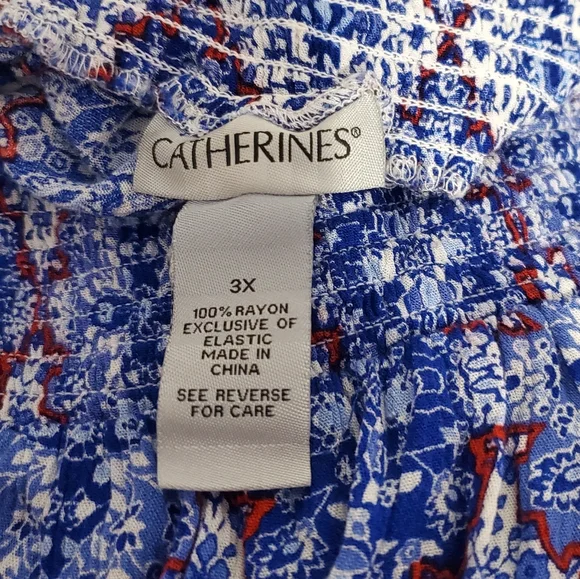 CATHERINES®
3X
100% RAYON
EXCLUSIVE OF
ELASTIC
MADE IN
CHINA
SEE REVERSE
FOR CARE